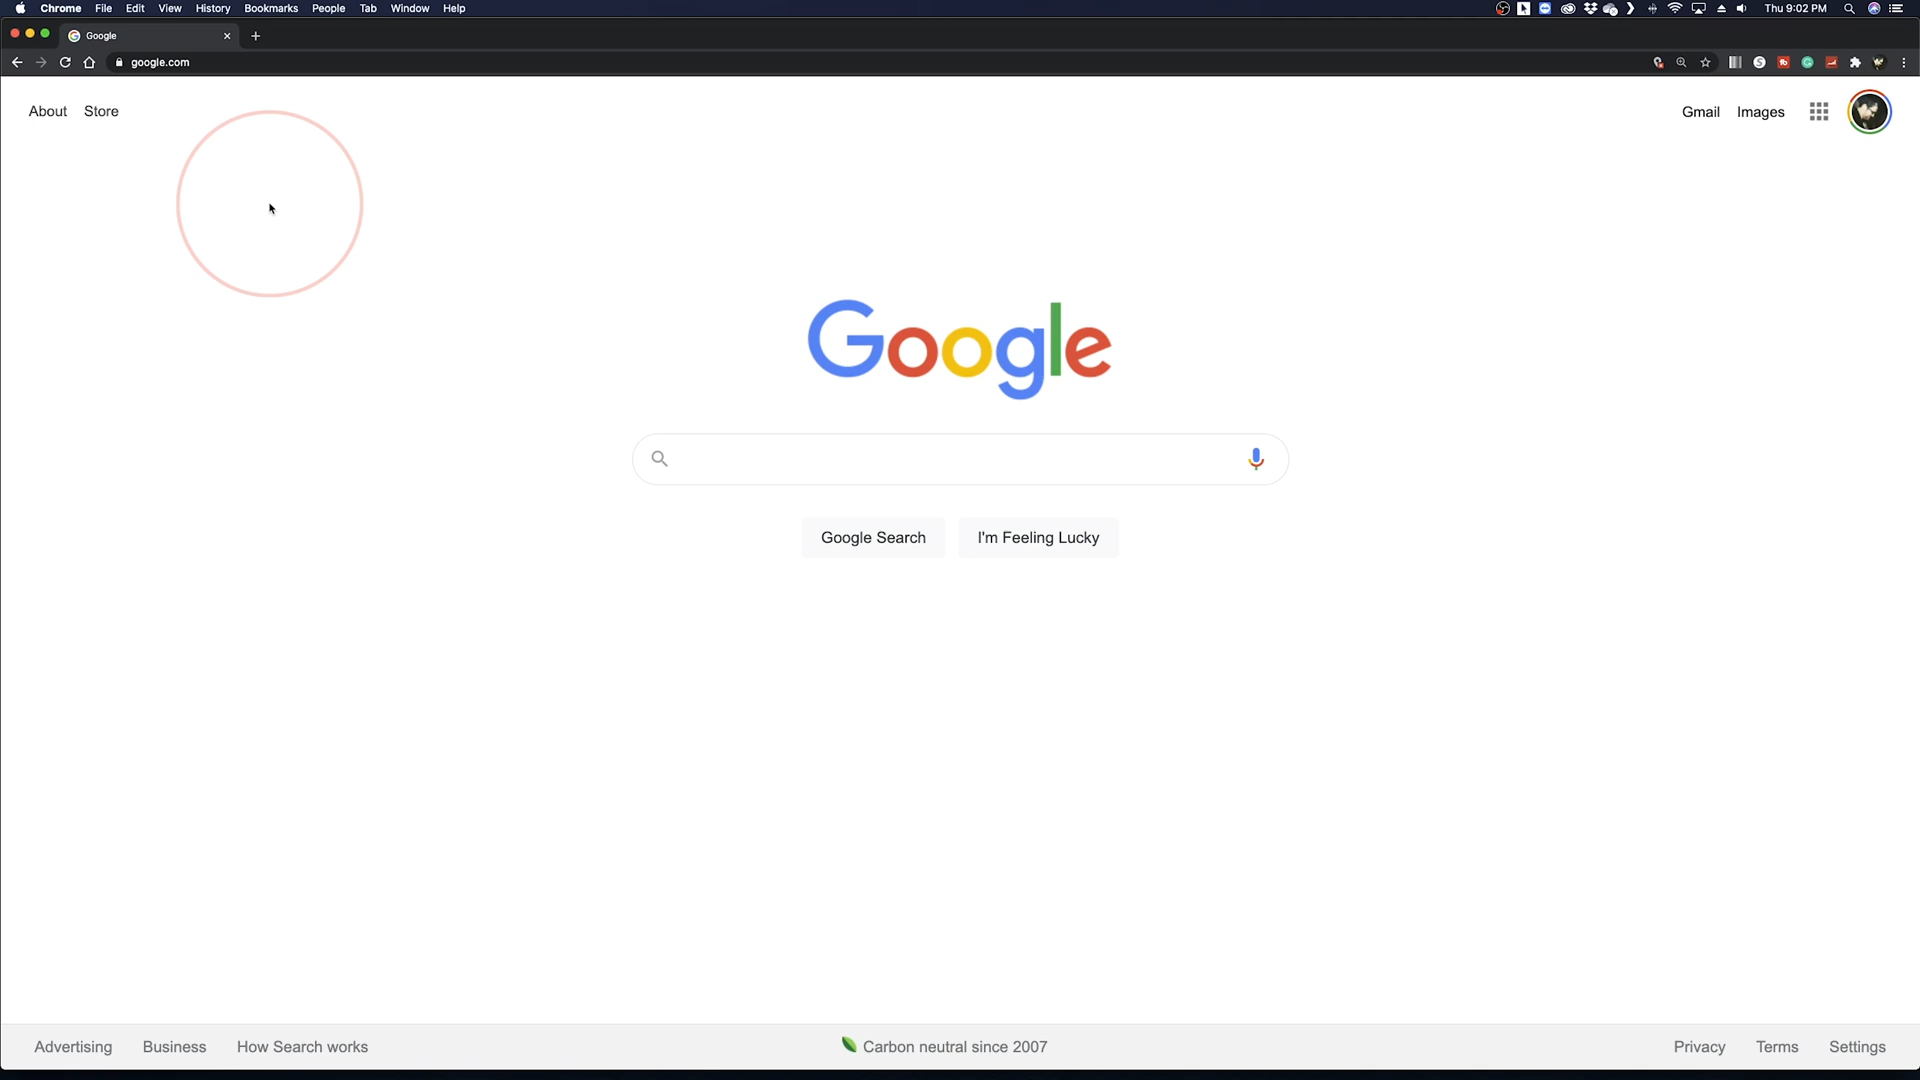 Chrome File Edit View History Bookmarks People Tab Window Help Thu 9:02 PM
Google
google.com
About Store Gmail Images
Google
Google Search I'm Feeling Lucky
Advertising Business How Search works Carbon neutral since 2007 Privacy Terms Settings